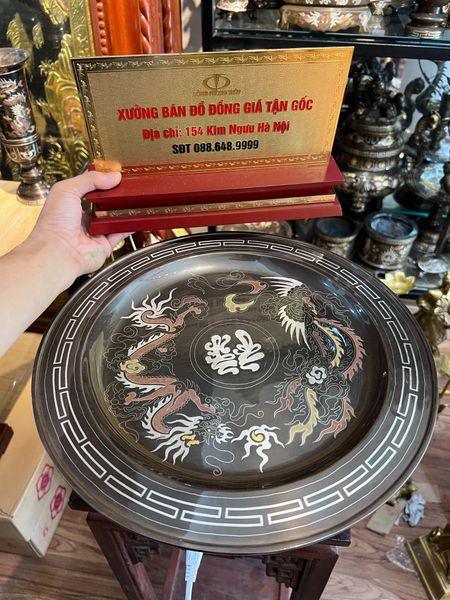 XƯỞNG BÁN ĐỒ ĐỒNG GIÁ TẬN GỐC
Địa chỉ: 154 Kim Ngưu Hà Nội
SĐT 088.648.9999